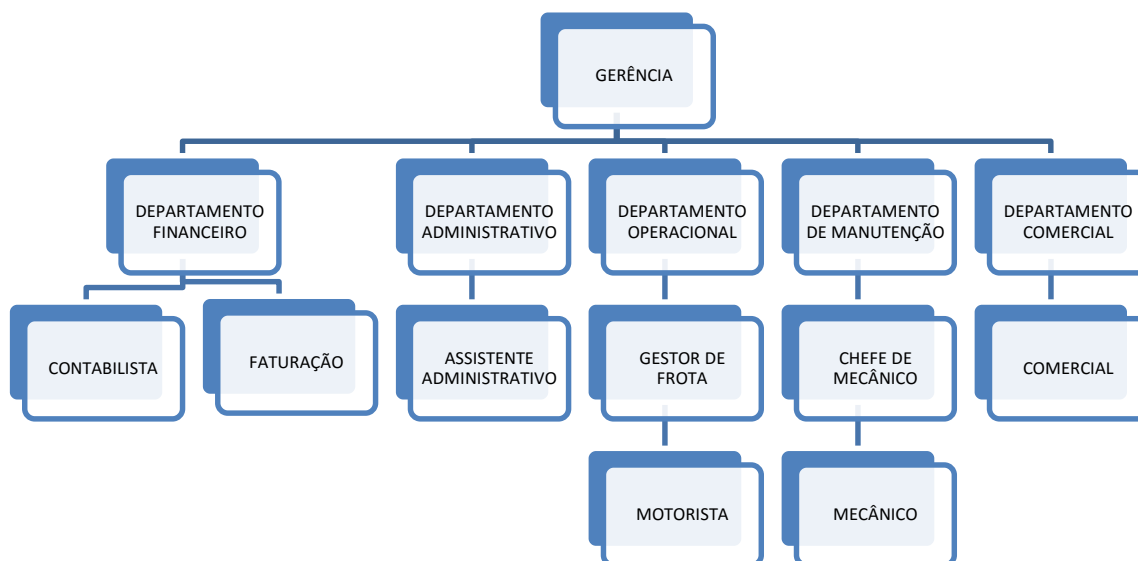 GERÊNCIA
DEPARTAMENTO
FINANCEIRO
DEPARTAMENTO
ADMINISTRATIVO
DEPARTAMENTO
OPERACIONAL
DEPARTAMENTO
DE MANUTENÇÃO
DEPARTAMENTO
COMERCIAL
CONTABILISTA
FATURAÇÃO
ASSISTENTE
ADMINISTRATIVO
GESTOR DE
FROTA
CHEFE DE
MECÂNICO
COMERCIAL
MOTORISTA
MECÂNICO